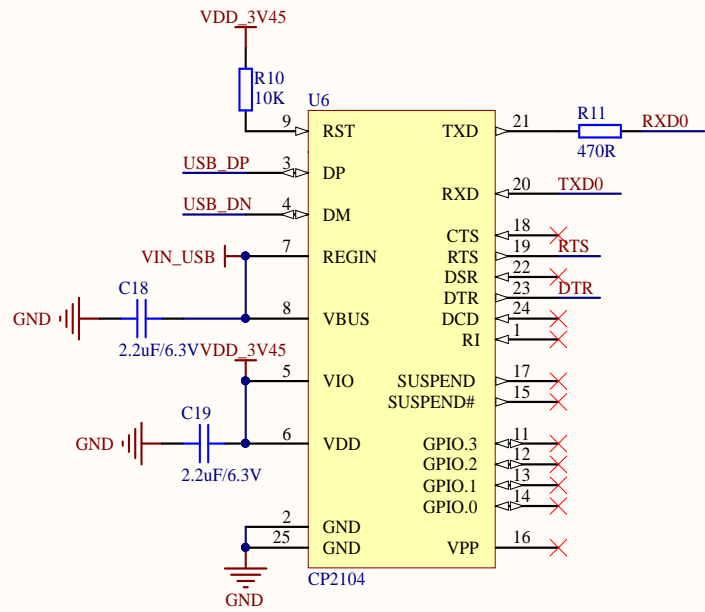 VDD_3V45
R10
10K
U6
9
RST
TXD
21
R11
470R
RXD0
USB_DP
3
DP
RXD
20
TXD0
USB_DN
4
DM
CTS
18
VIN_USB
7
REGIN
RTS
19
RTS
DSR
22
DTR
23
DTR
C18
GND
2.2uF/6.3V
8
VBUS
DCD
24
RI
1
VDD_3V45
5
VIO
SUSPEND
17
SUSPEND#
15
C19
GND
2.2uF/6.3V
6
VDD
GPIO.3
11
GPIO.2
12
GPIO.1
13
GPIO.0
14
2
GND
25
GND
VPP
16
GND
CP2104